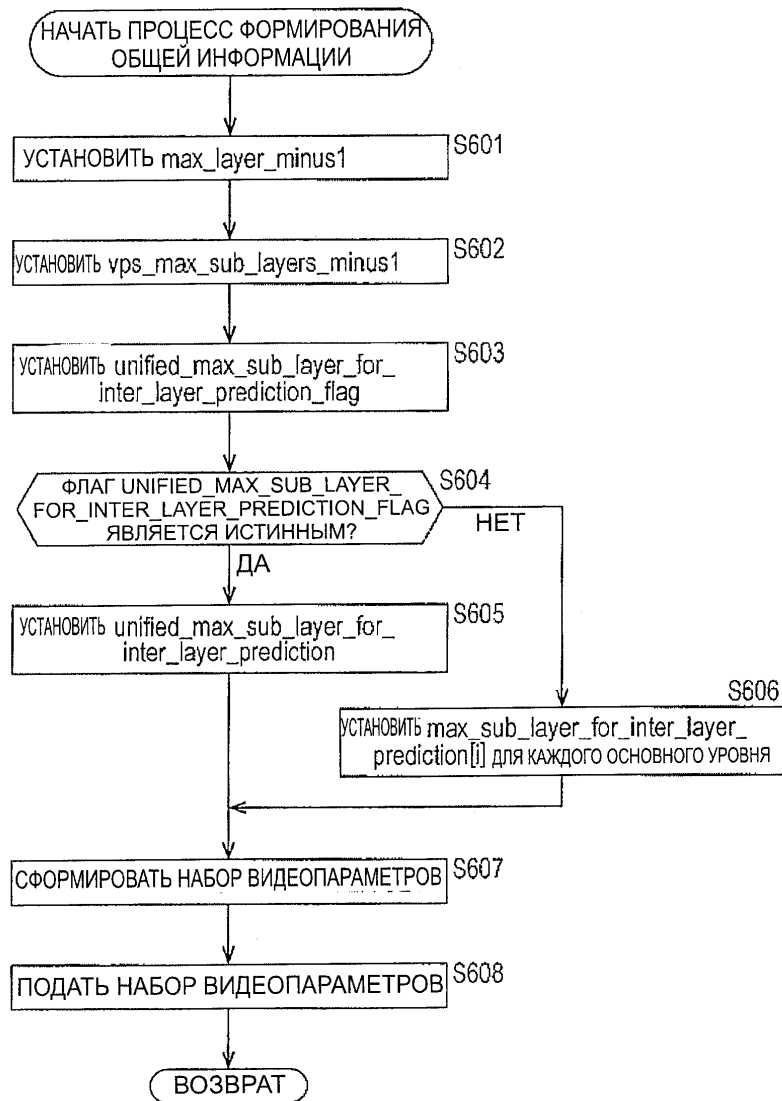 НАЧАТЬ ПРОЦЕСС ФОРМИРОВАНИЯ
ОБЩЕЙ ИНФОРМАЦИИ
УСТАНОВИТЬ max_layer_minus1
S601
УСТАНОВИТЬ vps_max_sub_layers_minus1
S602
УСТАНОВИТЬ unified_max_sub_layer_for_
inter_layer_prediction_flag
S603
ФЛАГ UNIFIED_MAX_SUB_LAYER_
FOR_INTER_LAYER_PREDICTION_FLAG
ЯВЛЯЕТСЯ ИСТИННЫМ?
S604
НЕТ
ДА
УСТАНОВИТЬ unified_max_sub_layer_for_
inter_layer_prediction
S605
S606
УСТАНОВИТЬ max_sub_layer_for_inter_layer_
prediction[i] ДЛЯ КАЖДОГО ОСНОВНОГО УРОВНЯ
СФОРМИРОВАТЬ НАБОР ВИДЕОПАРАМЕТРОВ
S607
ПОДАТЬ НАБОР ВИДЕОПАРАМЕТРОВ
S608
ВОЗВРАТ